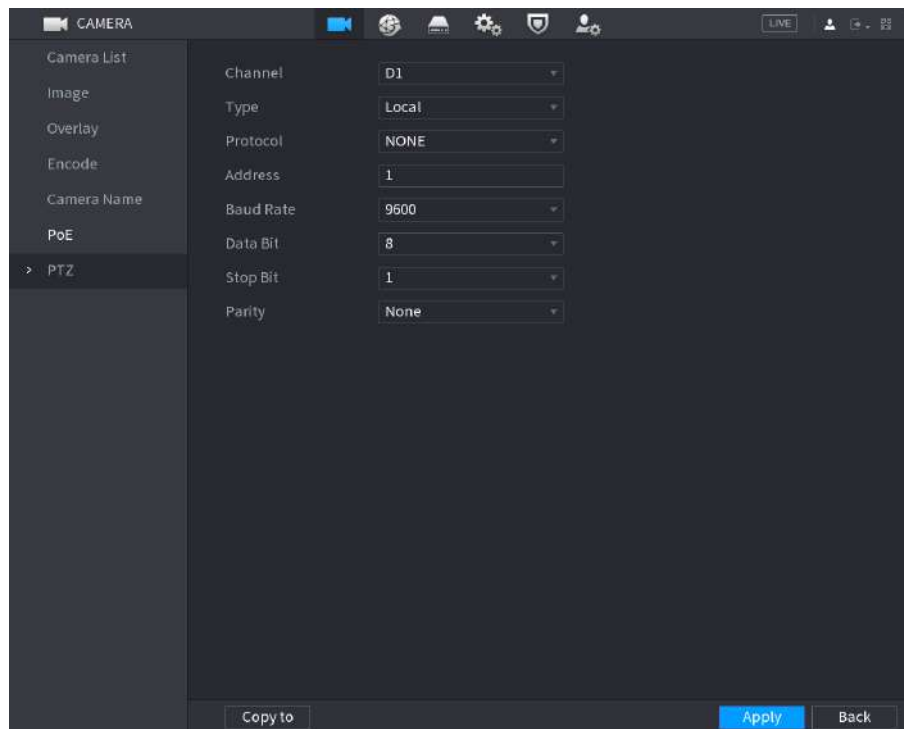 CAMERA
LIVE
Camera List
Image
Overlay
Encode
Camera Name
PoE
> PTZ
Channel D1
Type Local
Protocol NONE
Address 1
Baud Rate 9600
Data Bit 8
Stop Bit 1
Parity None
Copy to
Apply
Back